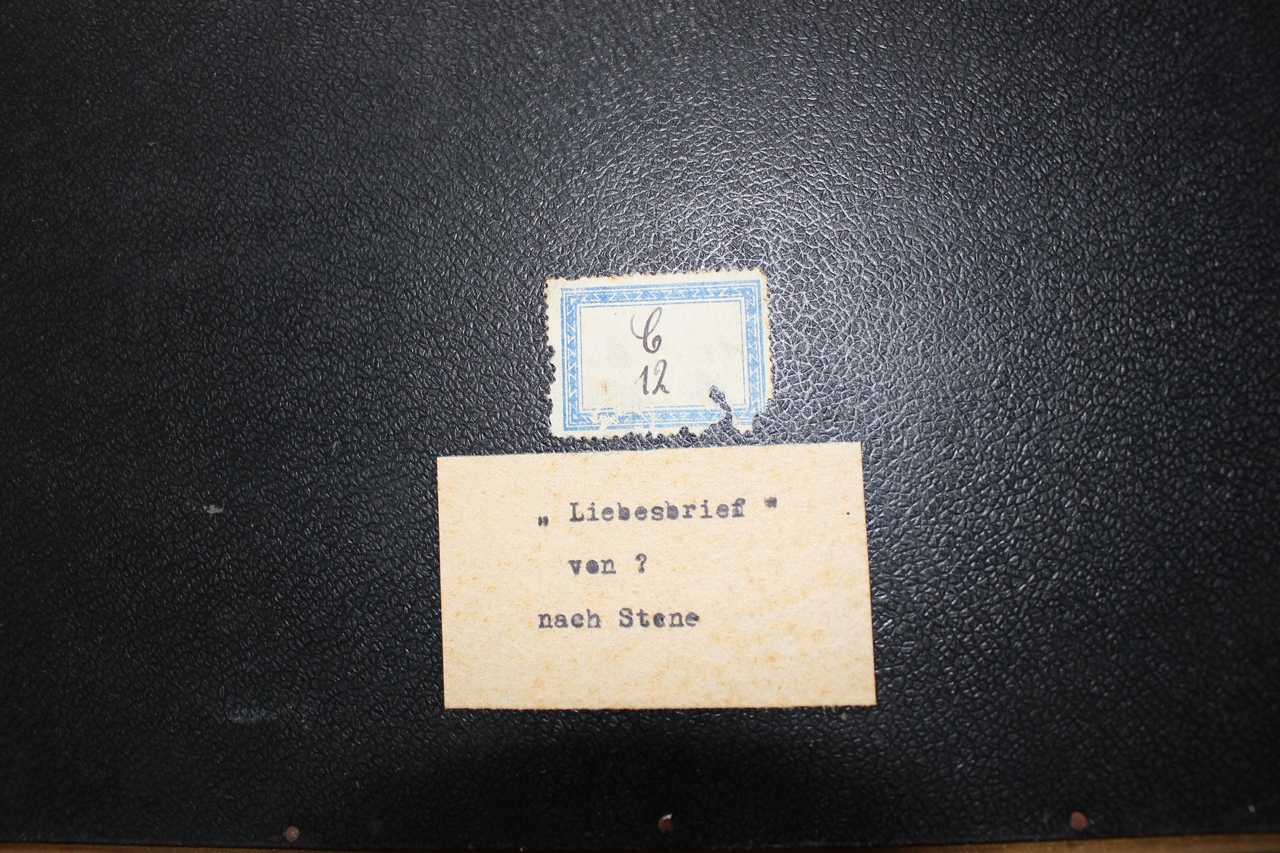 C
12
„ Liebesbrief "
von ?
nach Stene